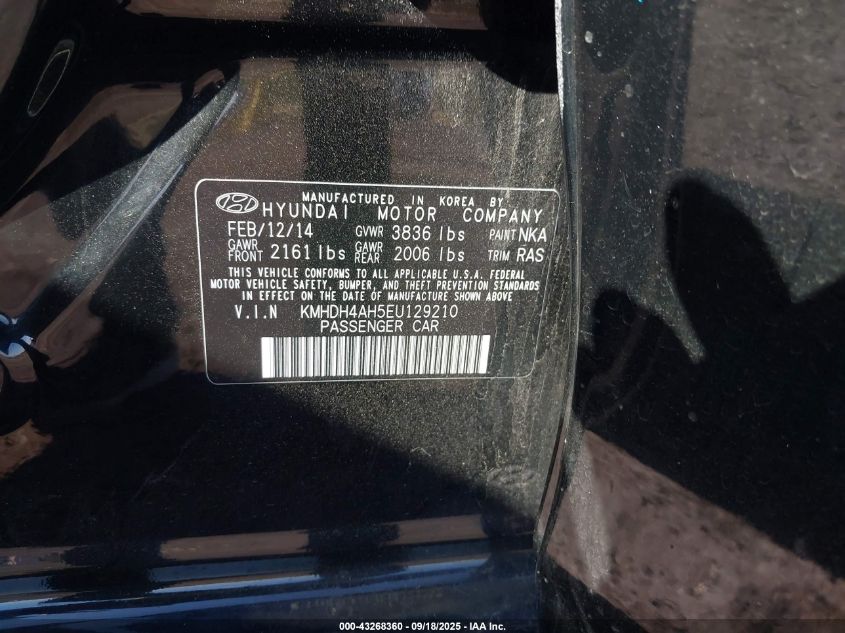 MANUFACTURED IN KOREA BY
HYUNDAI MOTOR COMPANY
FEB/12/14 GVWR 3836 lbs PAINT NKA
GAWR FRONT 2161 lbs GAWR REAR 2006 lbs TRIM RAS
THIS VEHICLE CONFORMS TO ALL APPLICABLE U.S.A. FEDERAL
MOTOR VEHICLE SAFETY, BUMPER, AND THEFT PREVENTION STANDARDS
IN EFFECT ON THE DATE OF MANUFACTURE SHOWN ABOVE
V.I.N KMHDH4AH5EU129210
PASSENGER CAR
000-43268360 - 09/18/2025 - IAA Inc.